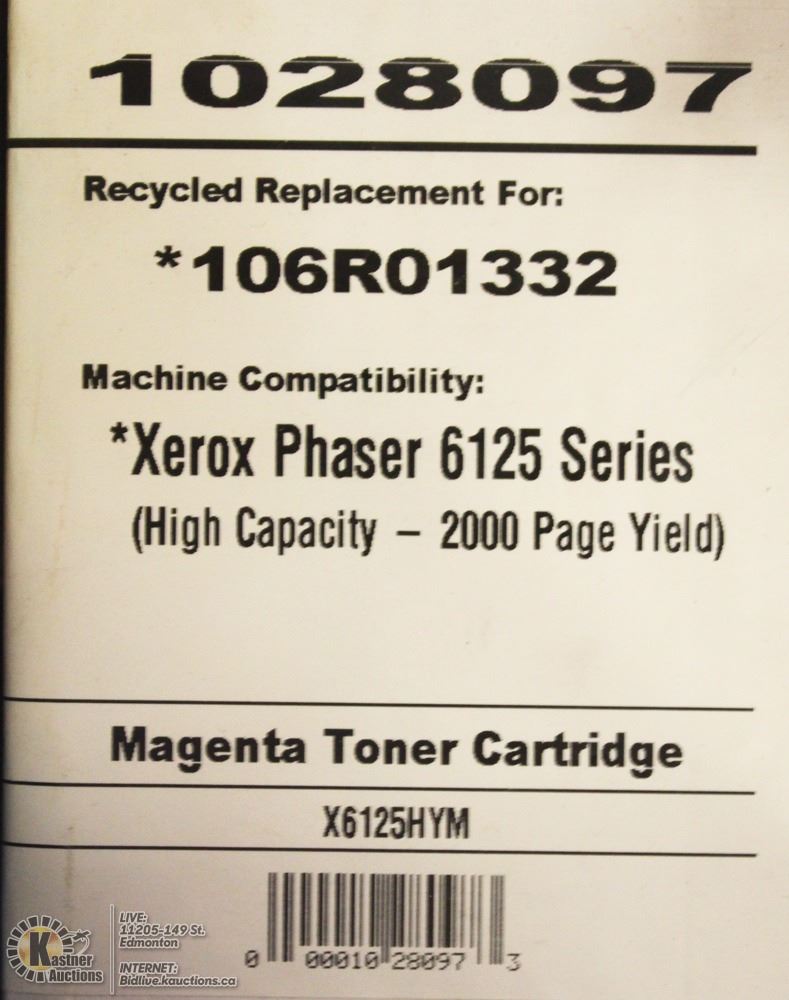 1028097
Recycled Replacement For:
*106R01332
Machine Compatibility:
*Xerox Phaser 6125 Series
(High Capacity – 2000 Page Yield)
Magenta Toner Cartridge
X6125HYM
0 00010 28097 3
Kastner
Auctions
LIVE:
11205-149 St.
Edmonton
INTERNET:
Bidlive.kauctions.ca